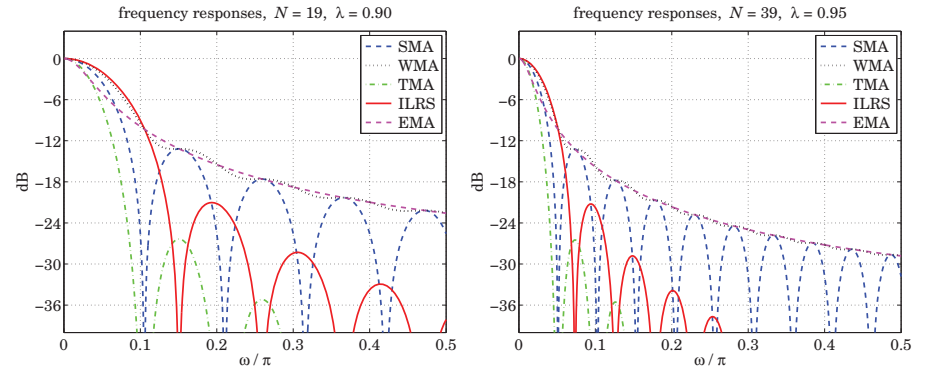 frequency responses, N = 19, λ = 0.90
0
−6
−12
−18
−24
−30
−36
dB
0
0.1
0.2
0.3
0.4
0.5
ω / π
SMA
WMA
TMA
ILRS
EMA
frequency responses, N = 39, λ = 0.95
0
−6
−12
−18
−24
−30
−36
dB
0
0.1
0.2
0.3
0.4
0.5
ω / π
SMA
WMA
TMA
ILRS
EMA